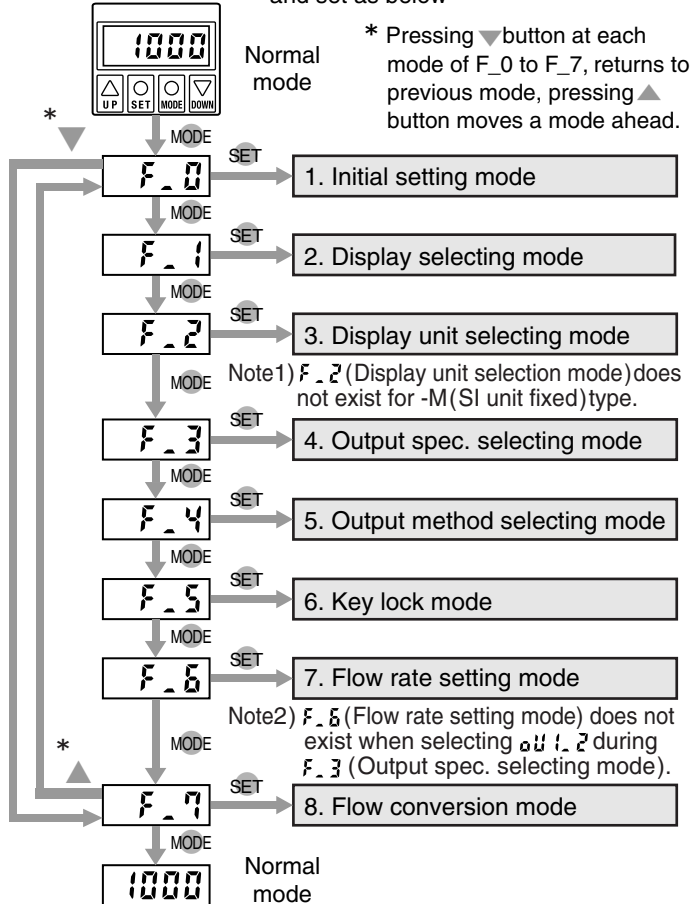 and set as below
1000
UP SET MODE DOWN
Normal
mode
* Pressing ▼button at each
mode of F_0 to F_7, returns to
previous mode, pressing▲
button moves a mode ahead.
*
MODE
F_0
SET
1. Initial setting mode
MODE
F_1
SET
2. Display selecting mode
MODE
F_2
SET
3. Display unit selecting mode
MODE
Note1) F_2 (Display unit selection mode)does
not exist for -M(SI unit fixed)type.
F_3
SET
4. Output spec. selecting mode
MODE
F_4
SET
5. Output method selecting mode
MODE
F_5
SET
6. Key lock mode
MODE
F_6
SET
7. Flow rate setting mode
Note2) F_6 (Flow rate setting mode) does not
exist when selecting oU1_2 during
F_3 (Output spec. selecting mode).
*
MODE
F_7
SET
8. Flow conversion mode
MODE
1000
Normal
mode